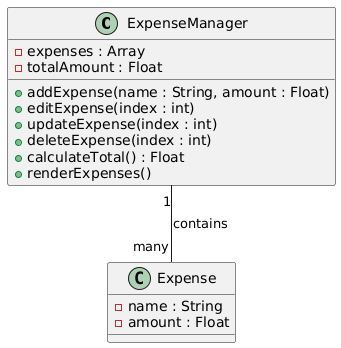 C ExpenseManager
expenses : Array
totalAmount : Float
addExpense(name : String, amount : Float)
editExpense(index : int)
updateExpense(index : int)
deleteExpense(index : int)
calculateTotal() : Float
renderExpenses()
1
contains
many
C Expense
name : String
amount : Float